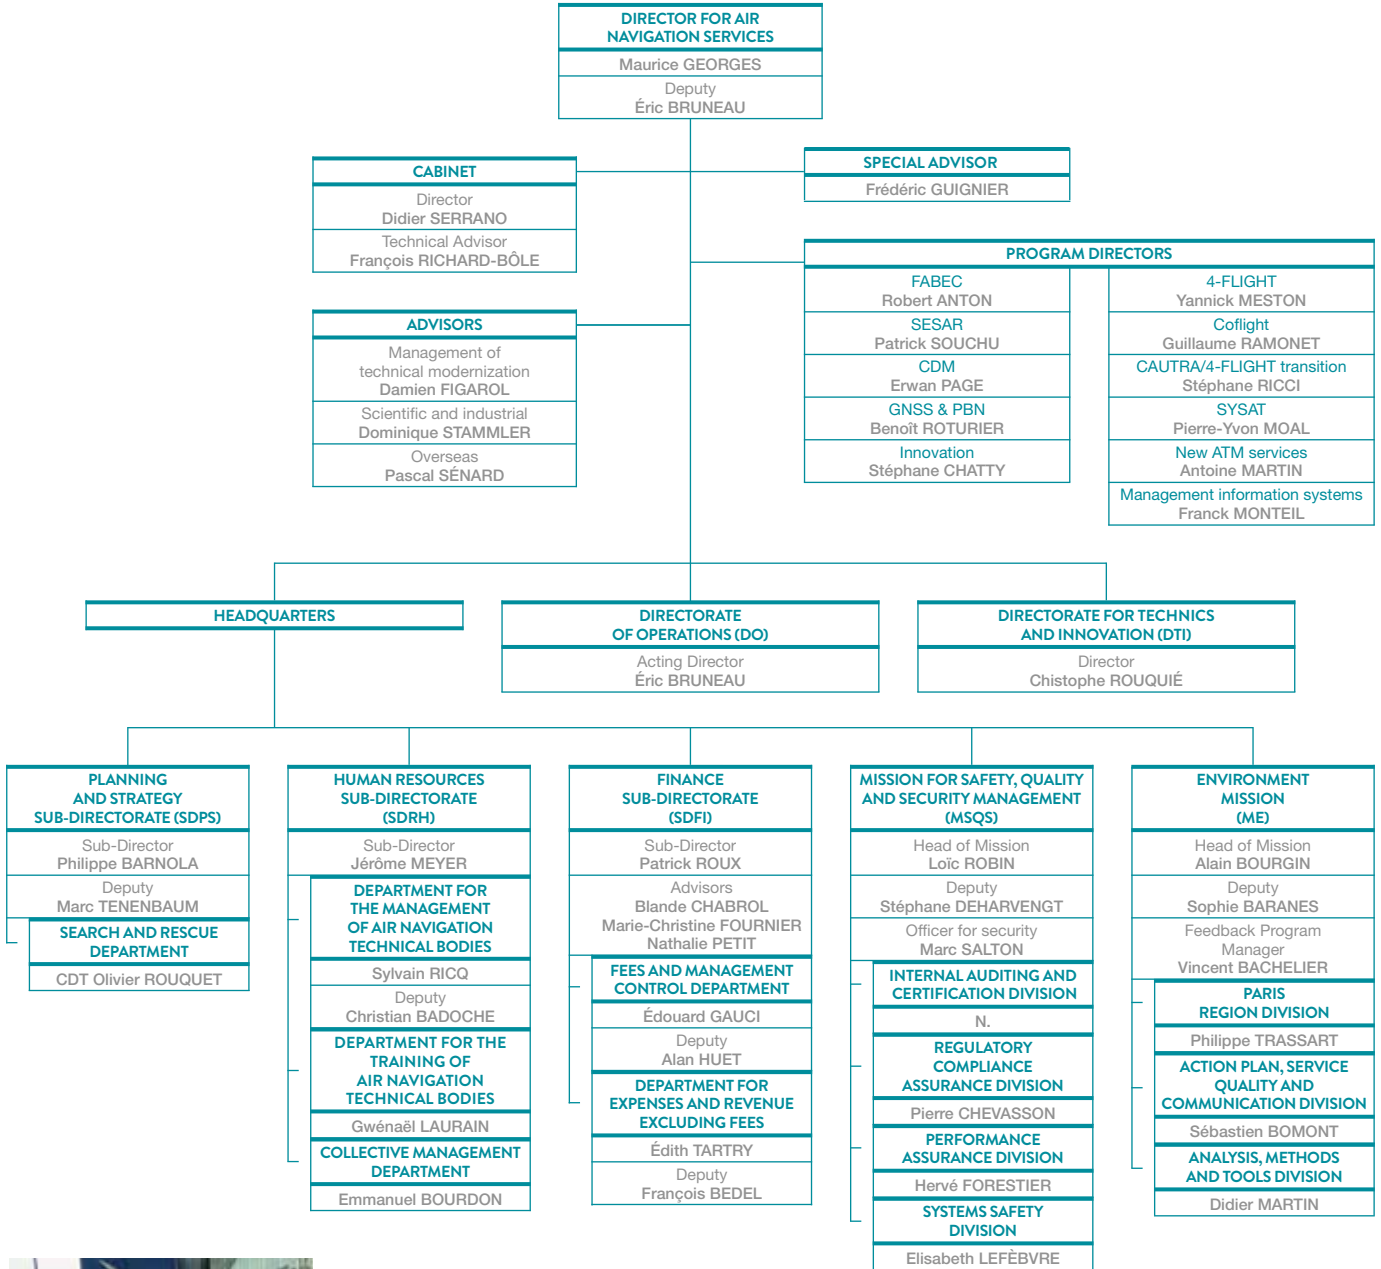 DIRECTOR FOR AIR
NAVIGATION SERVICES
Maurice GEORGES
Deputy
Éric BRUNEAU
CABINET
Director
Didier SERRANO
Technical Advisor
François RICHARD-BÔLE
SPECIAL ADVISOR
Frédéric GUIGNIER
ADVISORS
Management of
technical modernization
Damien FIGAROL
Scientific and industrial
Dominique STAMMLER
Overseas
Pascal SÉNARD
PROGRAM DIRECTORS
FABEC
Robert ANTON
SESAR
Patrick SOUCHU
CDM
Erwan PAGE
GNSS & PBN
Benoît ROTURIER
Innovation
Stéphane CHATTY
4-FLIGHT
Yannick MESTON
Coflight
Guillaume RAMONET
CAUTRA/4-FLIGHT transition
Stéphane RICCI
SYSAT
Pierre-Yvon MOAL
New ATM services
Antoine MARTIN
Management information systems
Franck MONTEIL
HEADQUARTERS
DIRECTORATE
OF OPERATIONS (DO)
Acting Director
Éric BRUNEAU
DIRECTORATE FOR TECHNICS
AND INNOVATION (DTI)
Director
Chistophe ROUQUIÉ
PLANNING
AND STRATEGY
SUB-DIRECTORATE (SDPS)
Sub-Director
Philippe BARNOLA
Deputy
Marc TENENBAUM
SEARCH AND RESCUE
DEPARTMENT
CDT Olivier ROUQUET
HUMAN RESOURCES
SUB-DIRECTORATE
(SDRH)
Sub-Director
Jérôme MEYER
DEPARTMENT FOR
THE MANAGEMENT
OF AIR NAVIGATION
TECHNICAL BODIES
Sylvain RICQ
Deputy
Christian BADOCHE
DEPARTMENT FOR THE
TRAINING OF
AIR NAVIGATION
TECHNICAL BODIES
Gwénaël LAURAIN
COLLECTIVE MANAGEMENT
DEPARTMENT
Emmanuel BOURDON
FINANCE
SUB-DIRECTORATE
(SDFI)
Sub-Director
Patrick ROUX
Advisors
Blande CHABROL
Marie-Christine FOURNIER
Nathalie PETIT
FEES AND MANAGEMENT
CONTROL DEPARTMENT
Édouard GAUCI
Deputy
Alan HUET
DEPARTMENT FOR
EXPENSES AND REVENUE
EXCLUDING FEES
Édith TARTRY
Deputy
François BEDEL
MISSION FOR SAFETY, QUALITY
AND SECURITY MANAGEMENT
(MSQS)
Head of Mission
Loïc ROBIN
Deputy
Stéphane DEHARVENGT
Officer for security
Marc SALTON
INTERNAL AUDITING AND
CERTIFICATION DIVISION
N.
REGULATORY
COMPLIANCE
ASSURANCE DIVISION
Pierre CHEVASSON
PERFORMANCE
ASSURANCE DIVISION
Hervé FORESTIER
SYSTEMS SAFETY
DIVISION
Elisabeth LEFÈBVRE
ENVIRONMENT
MISSION
(ME)
Head of Mission
Alain BOURGIN
Deputy
Sophie BARANES
Feedback Program
Manager
Vincent BACHELIER
PARIS
REGION DIVISION
Philippe TRASSART
ACTION PLAN, SERVICE
QUALITY AND
COMMUNICATION DIVISION
Sébastien BOMONT
ANALYSIS, METHODS
AND TOOLS DIVISION
Didier MARTIN